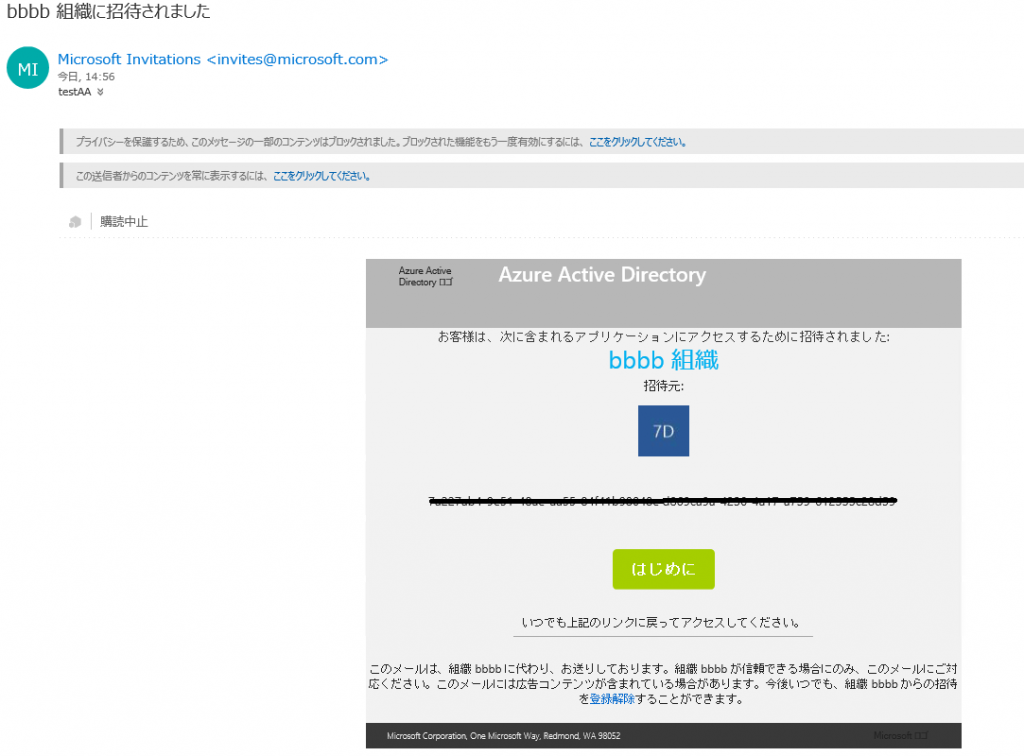 bbbb 組織に招待されました
MI
Microsoft Invitations <invites@microsoft.com>
今日, 14:56
testAA
プライバシーを保護するため、このメッセージの一部のコンテンツはブロックされました。ブロックされた機能をもう一度有効にするには、ここをクリックしてください。
この送信者からのコンテンツを常に表示するには、ここをクリックしてください。
購読中止
Azure Active
Directory ロゴ
Azure Active Directory
お客様は、次に含まれるアプリケーションにアクセスするために招待されました:
bbbb 組織
招待元:
7D
はじめに
いつでも上記のリンクに戻ってアクセスしてください。
このメールは、組織 bbbb に代わり、お送りしております。組織 bbbb が信頼できる場合にのみ、このメールにご対
応ください。このメールには広告コンテンツが含まれている場合があります。今後いつでも、組織 bbbb からの招待
を登録解除することができます。
Microsoft Corporation, One Microsoft Way, Redmond, WA 98052
Microsoft ロゴ